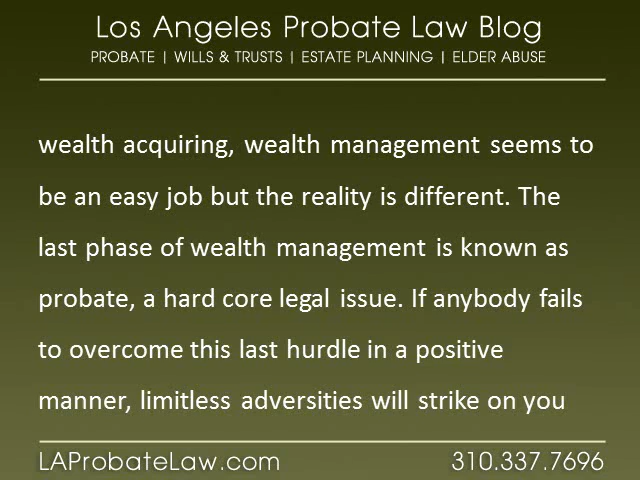 Los Angeles Probate Law Blog
PROBATE | WILLS & TRUSTS | ESTATE PLANNING | ELDER ABUSE
wealth acquiring, wealth management seems to
be an easy job but the reality is different. The
last phase of wealth management is known as
probate, a hard core legal issue. If anybody fails
to overcome this last hurdle in a positive
manner, limitless adversities will strike on you
LAProbateLaw.com 310.337.7696